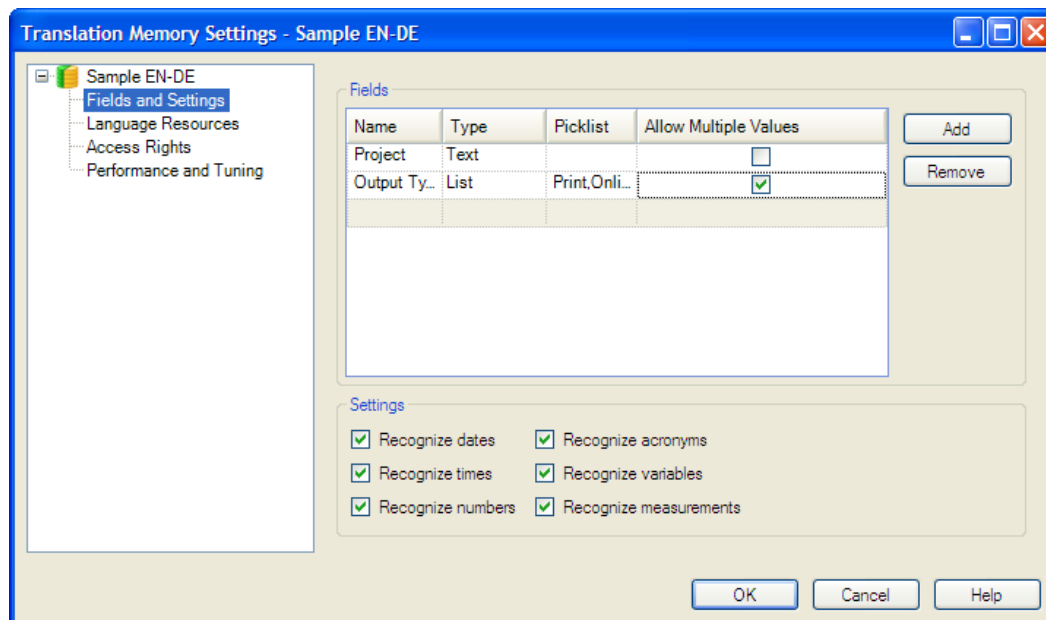 Translation Memory Settings - Sample EN-DE
Sample EN-DE
Fields and Settings
Language Resources
Access Rights
Performance and Tuning
Fields
Name Type Picklist Allow Multiple Values
Project Text
Output Ty... List Print,Onli...
Add
Remove
Settings
Recognize dates Recognize acronyms
Recognize times Recognize variables
Recognize numbers Recognize measurements
OK Cancel Help